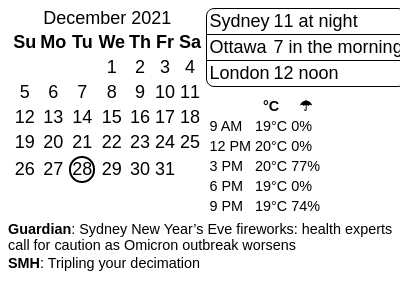 December 2021
Su Mo Tu We Th Fr Sa
1 2 3 4
5 6 7 8 9 10 11
12 13 14 15 16 17 18
19 20 21 22 23 24 25
26 27 28 29 30 31
Sydney 11 at night
Ottawa 7 in the morning
London 12 noon
°C ☂
9 AM 19°C 0%
12 PM 20°C 0%
3 PM 20°C 77%
6 PM 19°C 0%
9 PM 19°C 74%
Guardian: Sydney New Year’s Eve fireworks: health experts
call for caution as Omicron outbreak worsens
SMH: Tripling your decimation